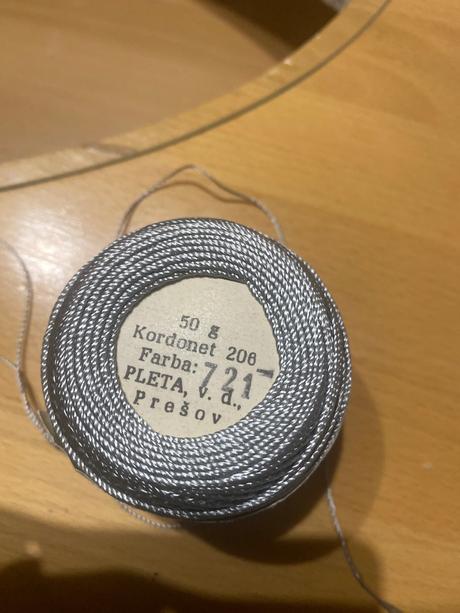 50 g
Kordonet 206
Farba: 721
PLETA, v. d.,
Prešov